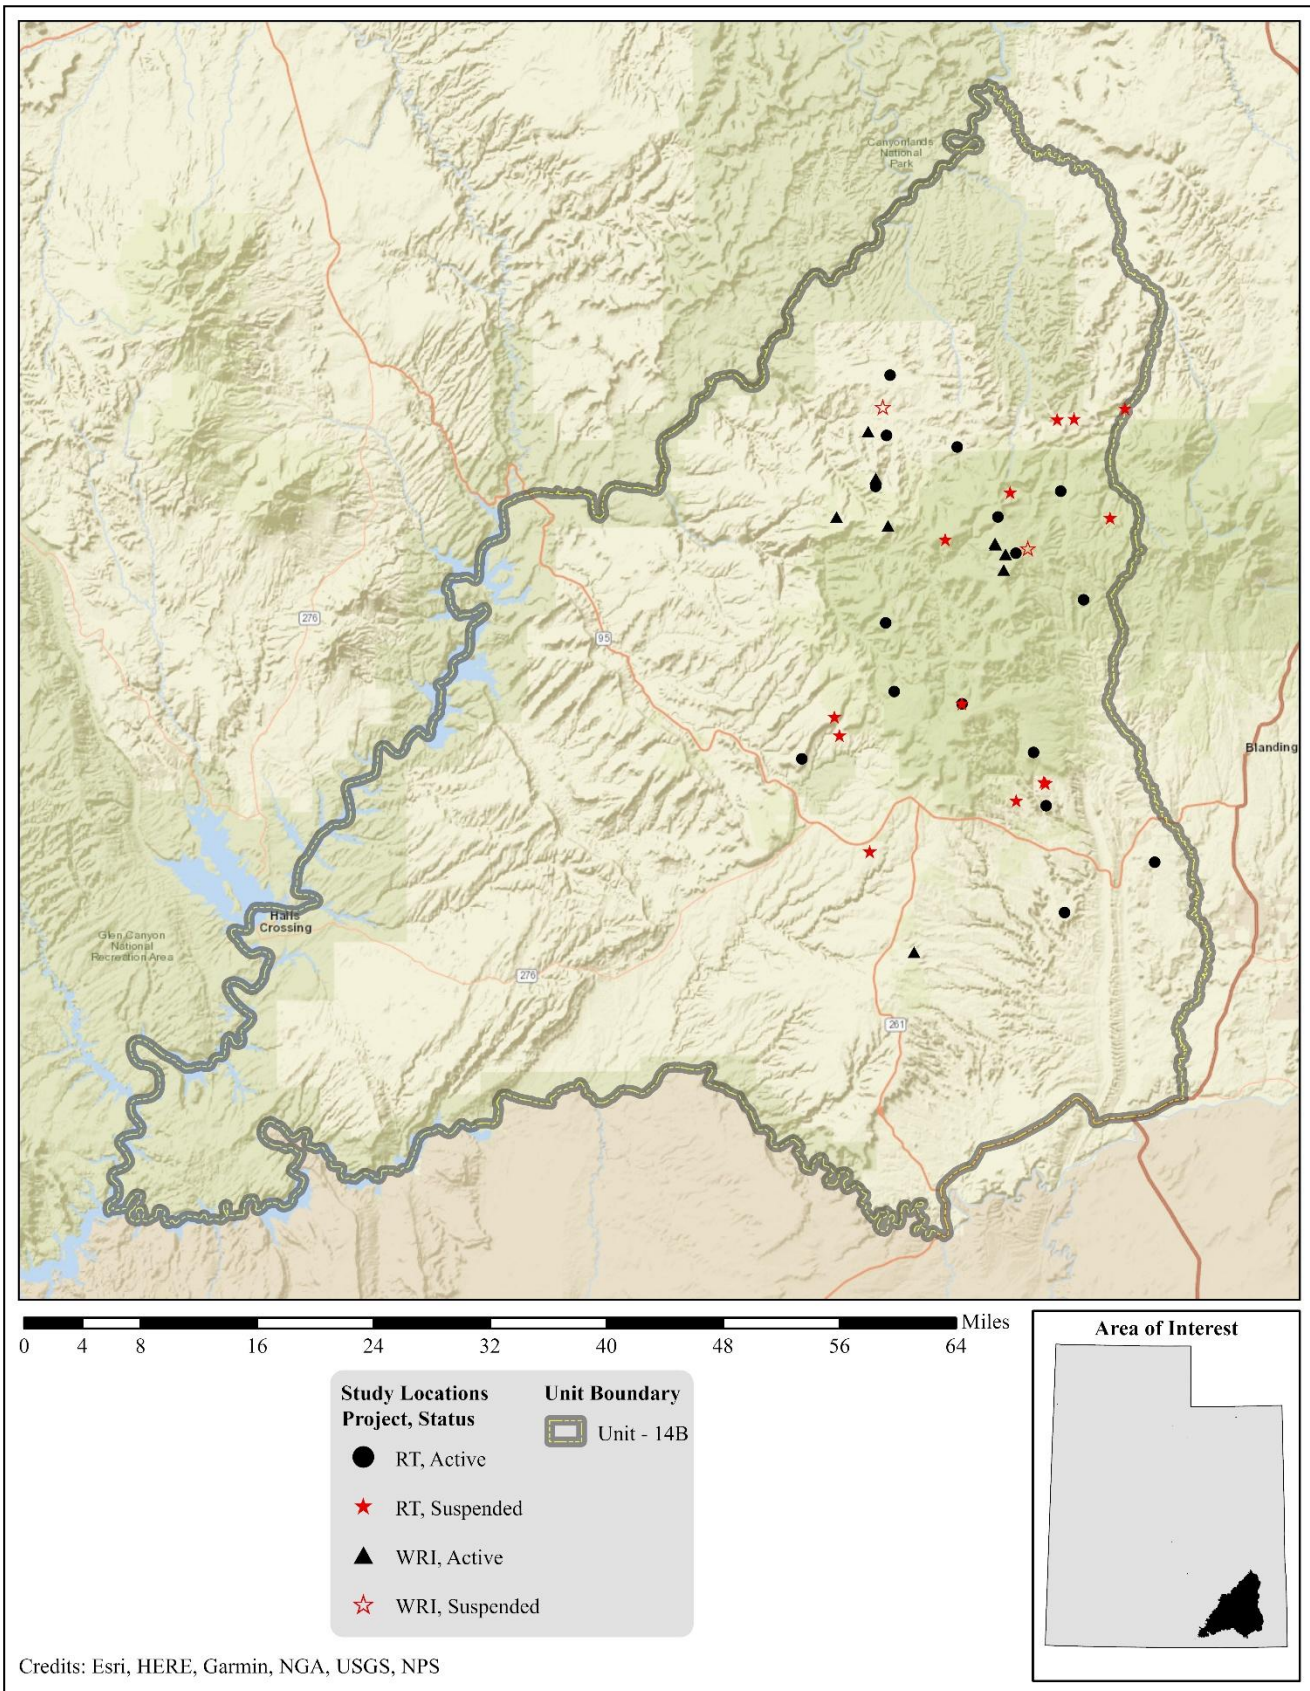 Canyonlands
National
Park
276
95
Blanding
Halls
Crossing
Glen Canyon
National
Recreation Area
276
261
Miles
0 4 8 16 24 32 40 48 56 64
Area of Interest
Study Locations
Project, Status
RT, Active
RT, Suspended
WRI, Active
WRI, Suspended
Unit Boundary
Unit - 14B
Credits: Esri, HERE, Garmin, NGA, USGS, NPS